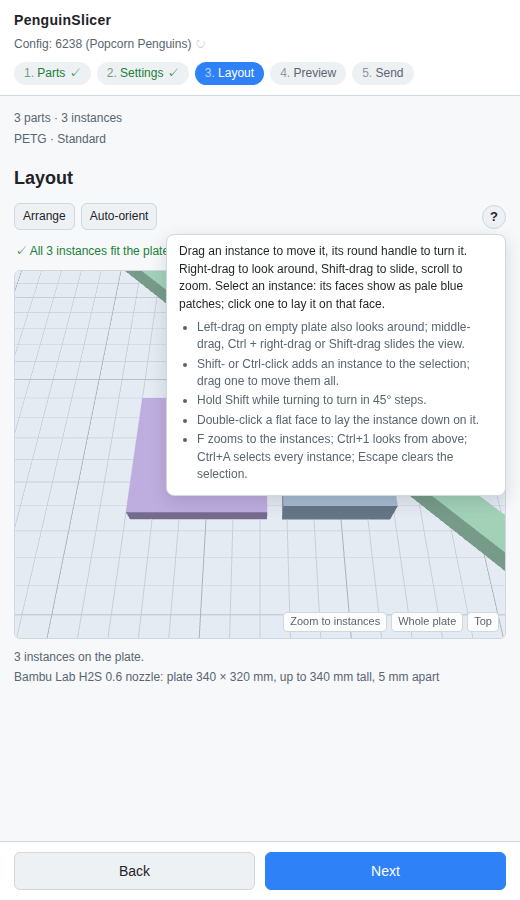 PenguinSlicer
Config: 6238 (Popcorn Penguins)
1. Parts ✓ 2. Settings ✓ 3. Layout 4. Preview 5. Send
3 parts · 3 instances
PETG · Standard
Layout
Arrange Auto-orient ?
✓ All 3 instances fit the plate
Drag an instance to move it, its round handle to turn it.
Right-drag to look around, Shift-drag to slide, scroll to
zoom. Select an instance: its faces show as pale blue
patches; click one to lay it on that face.
• Left-drag on empty plate also looks around; middle-
drag, Ctrl + right-drag or Shift-drag slides the view.
• Shift- or Ctrl-click adds an instance to the selection;
drag one to move them all.
• Hold Shift while turning to turn in 45° steps.
• Double-click a flat face to lay the instance down on it.
• F zooms to the instances; Ctrl+1 looks from above;
Ctrl+A selects every instance; Escape clears the
selection.
Zoom to instances Whole plate Top
3 instances on the plate.
Bambu Lab H2S 0.6 nozzle: plate 340 × 320 mm, up to 340 mm tall, 5 mm apart
Back Next